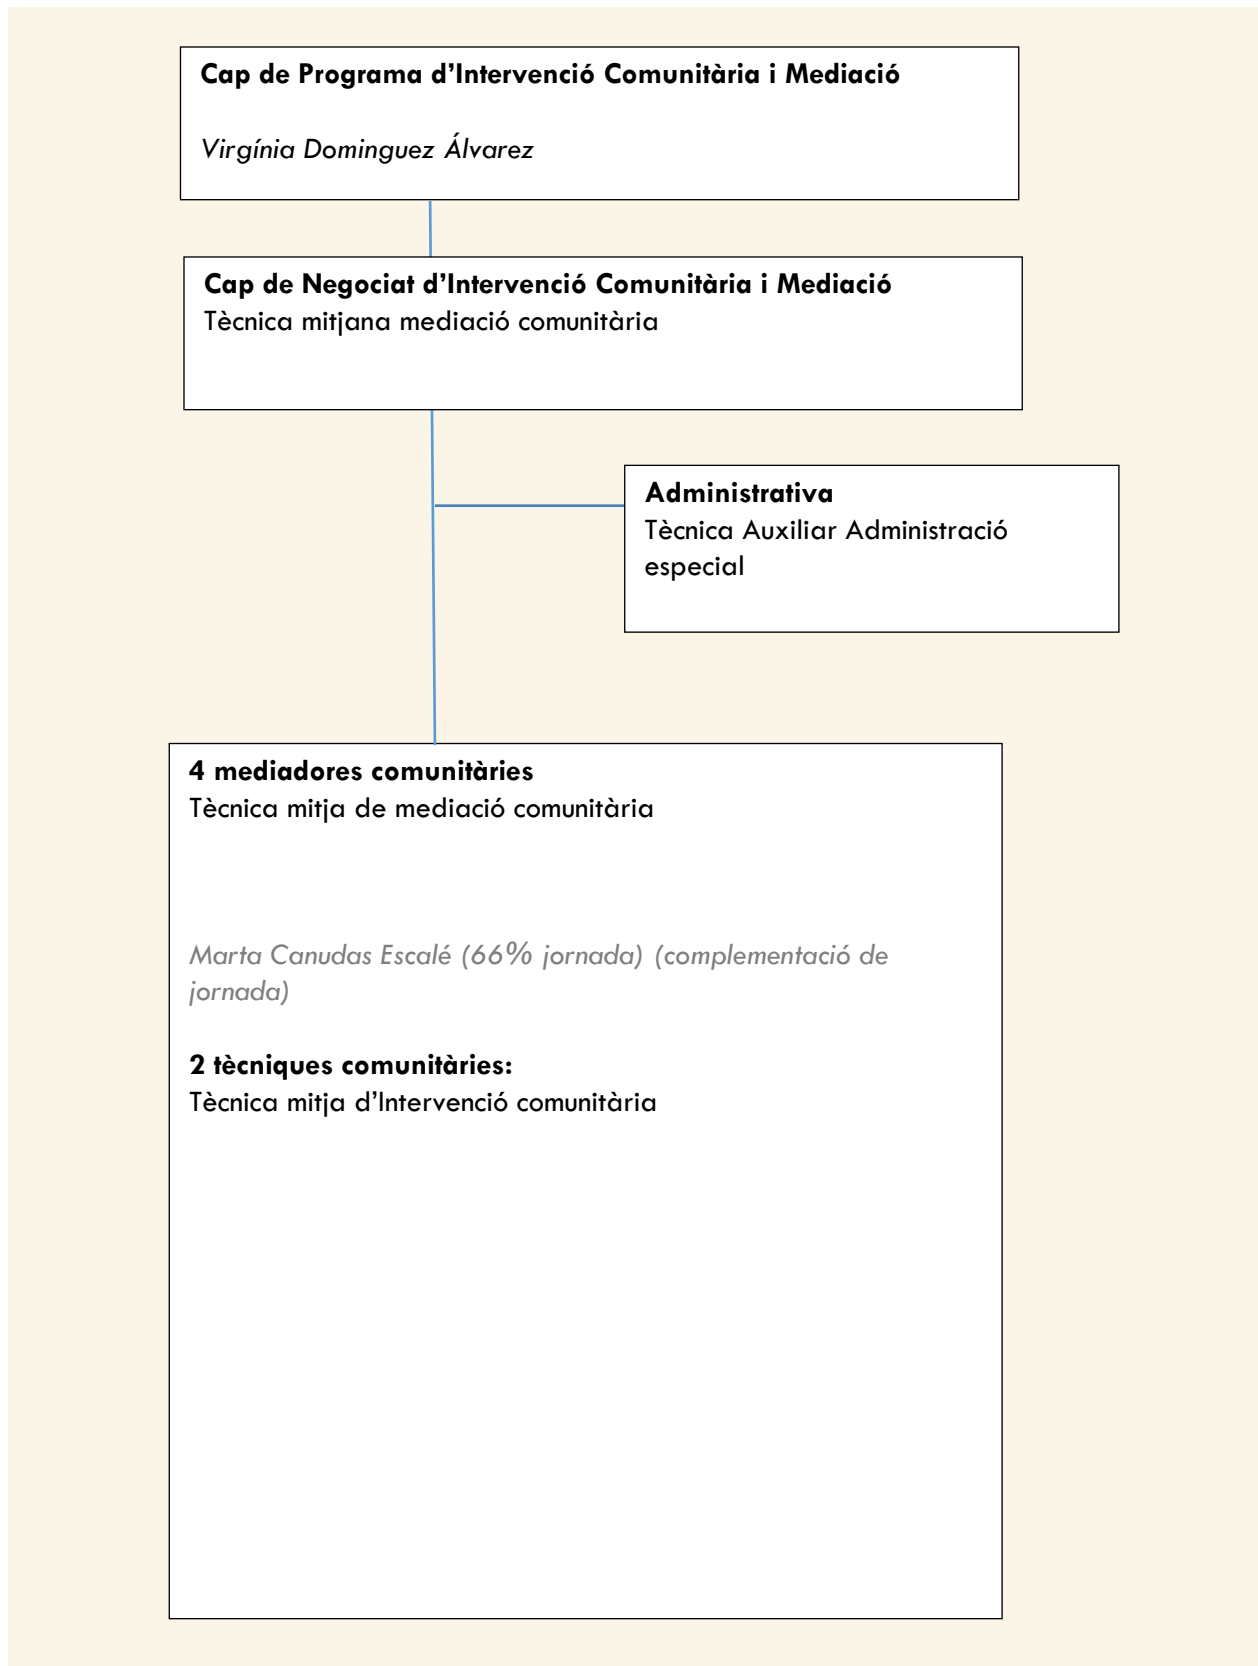 Cap de Programa d’Intervenció Comunitària i Mediació
Virgínia Dominguez Álvarez
Cap de Negociat d’Intervenció Comunitària i Mediació
Tècnica mitjana mediació comunitària
Administrativa
Tècnica Auxiliar Administració
especial
4 mediadores comunitàries
Tècnica mitja de mediació comunitària
Marta Canudas Escalé (66% jornada) (complementació de
jornada)
2 tècniques comunitàries:
Tècnica mitja d’Intervenció comunitària